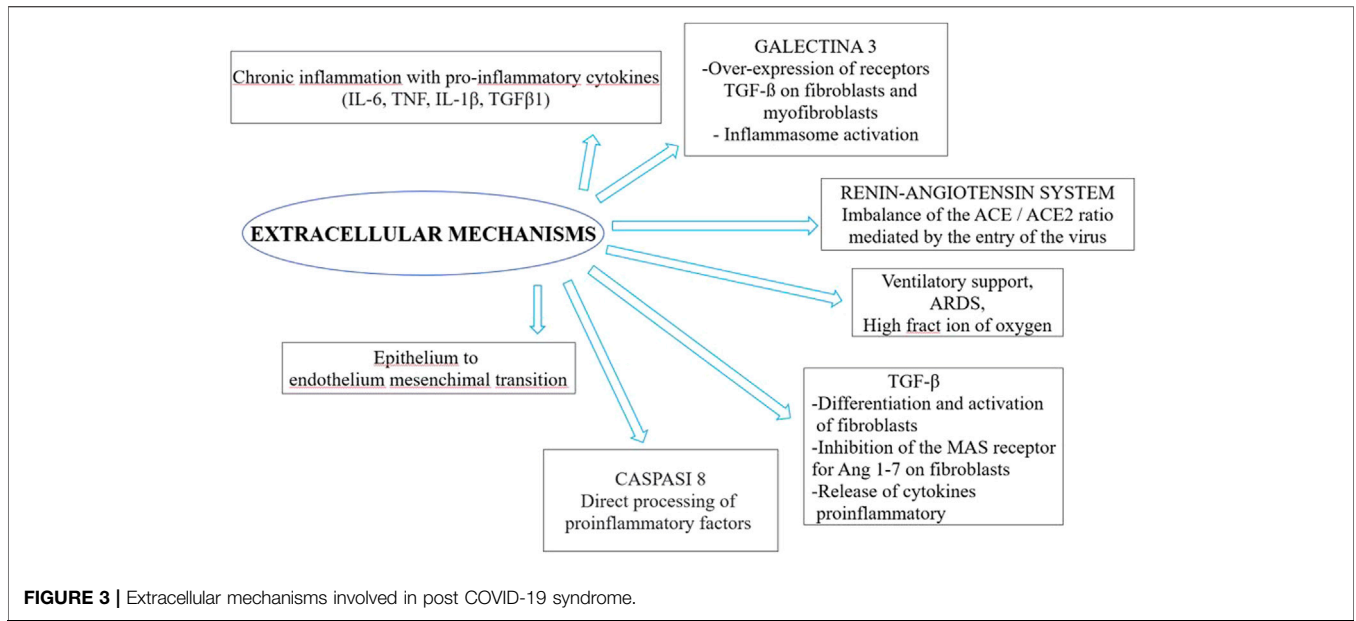 Chronic inflammation with pro-inflammatory cytokines
(IL-6, TNF, IL-1β, TGFβ1)
GALECTINA 3
-Over-expression of receptors
TGF-ß on fibroblasts and
myofibroblasts
- Inflammasome activation
RENIN-ANGIOTENSIN SYSTEM
Imbalance of the ACE / ACE2 ratio
mediated by the entry of the virus
EXTRACELLULAR MECHANISMS
Ventilatory support,
ARDS,
High fract ion of oxygen
Epithelium to
endothelium mesenchimal transition
TGF-β
-Differentiation and activation
of fibroblasts
-Inhibition of the MAS receptor
for Ang 1-7 on fibroblasts
-Release of cytokines
proinflammatory
CASPASI 8
Direct processing of
proinflammatory factors
FIGURE 3 | Extracellular mechanisms involved in post COVID-19 syndrome.